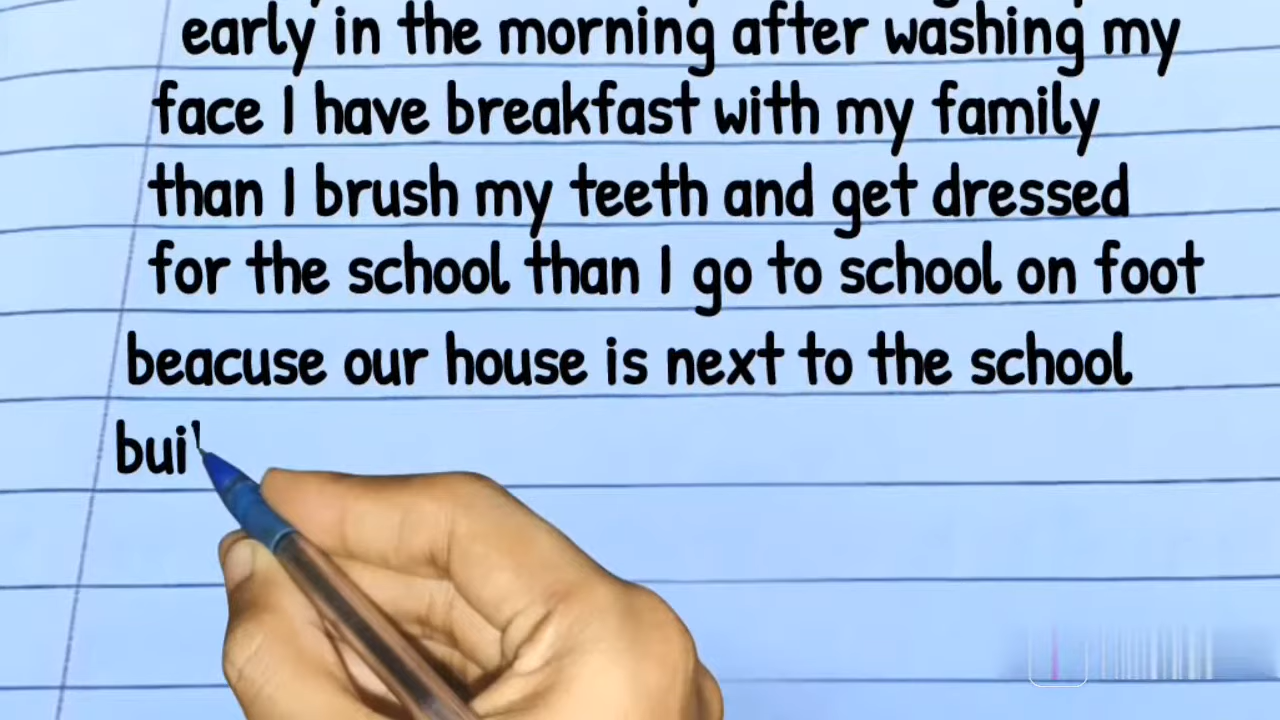 early in the morning after washing my
face I have breakfast with my family
than I brush my teeth and get dressed
for the school than I go to school on foot
beacuse our house is next to the school
bui